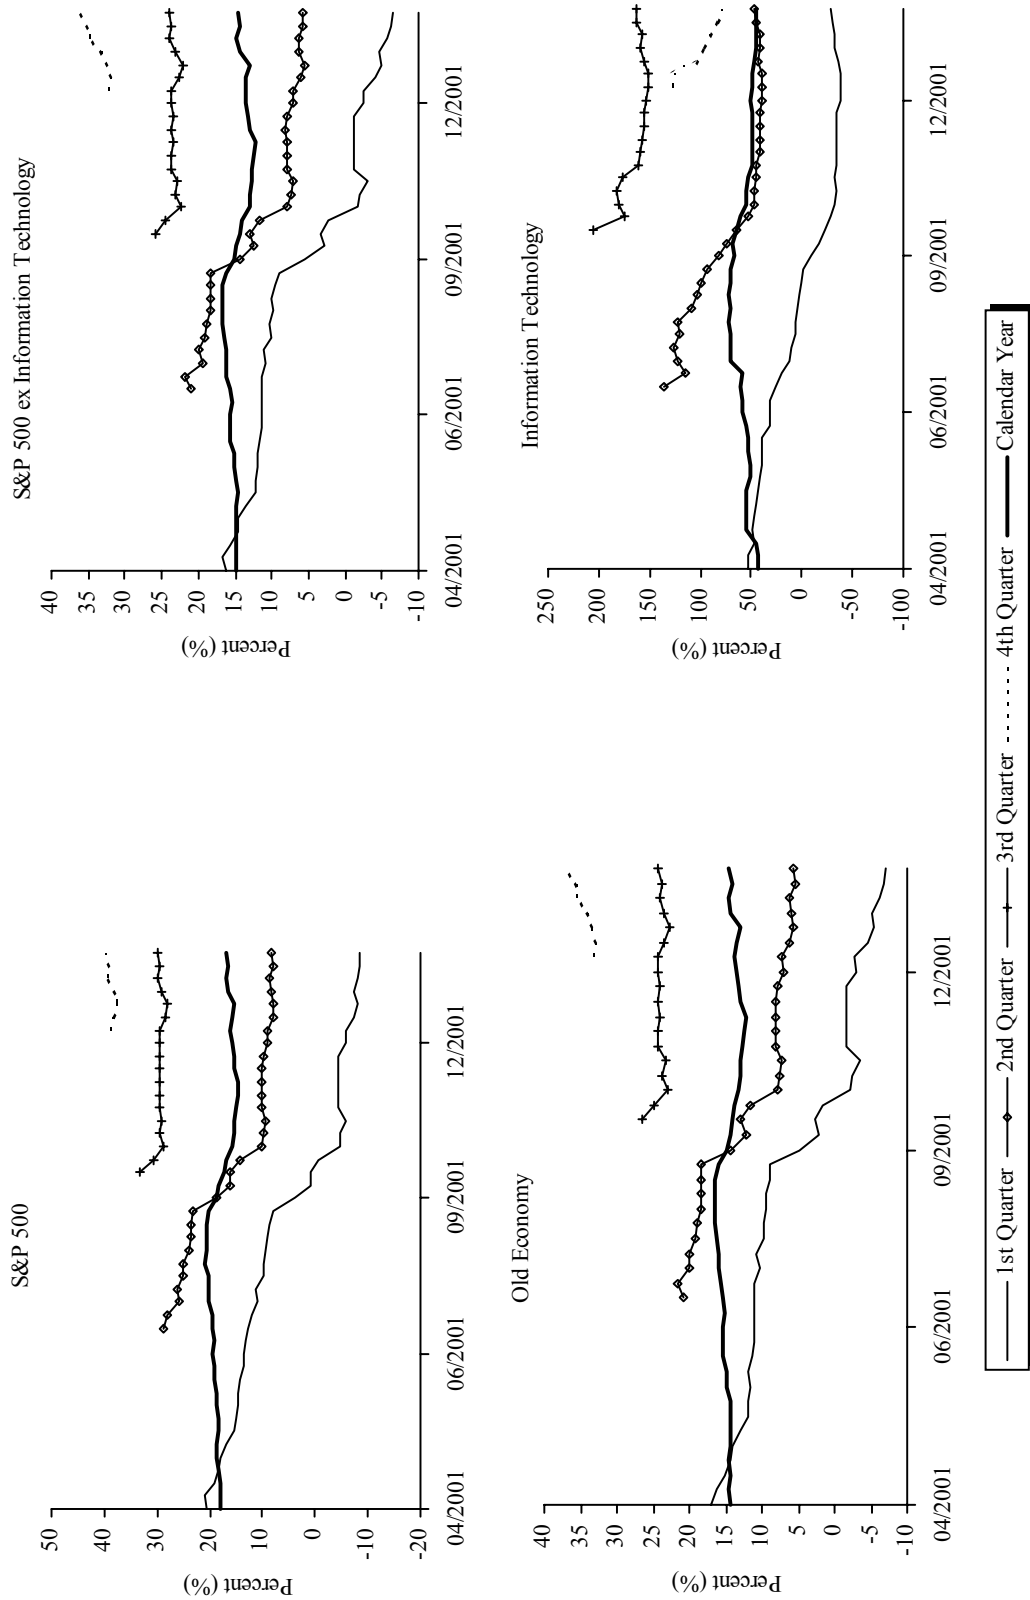 S&P 500
Percent (%)
50
40
30
20
10
0
-10
-20
04/2001 06/2001 09/2001 12/2001
S&P 500 ex Information Technology
Percent (%)
40
35
30
25
20
15
10
5
0
-5
-10
04/2001 06/2001 09/2001 12/2001
Old Economy
Percent (%)
40
35
30
25
20
15
10
5
0
-5
-10
04/2001 06/2001 09/2001 12/2001
Information Technology
Percent (%)
250
200
150
100
50
0
-50
-100
04/2001 06/2001 09/2001 12/2001
1st Quarter 2nd Quarter 3rd Quarter 4th Quarter Calendar Year